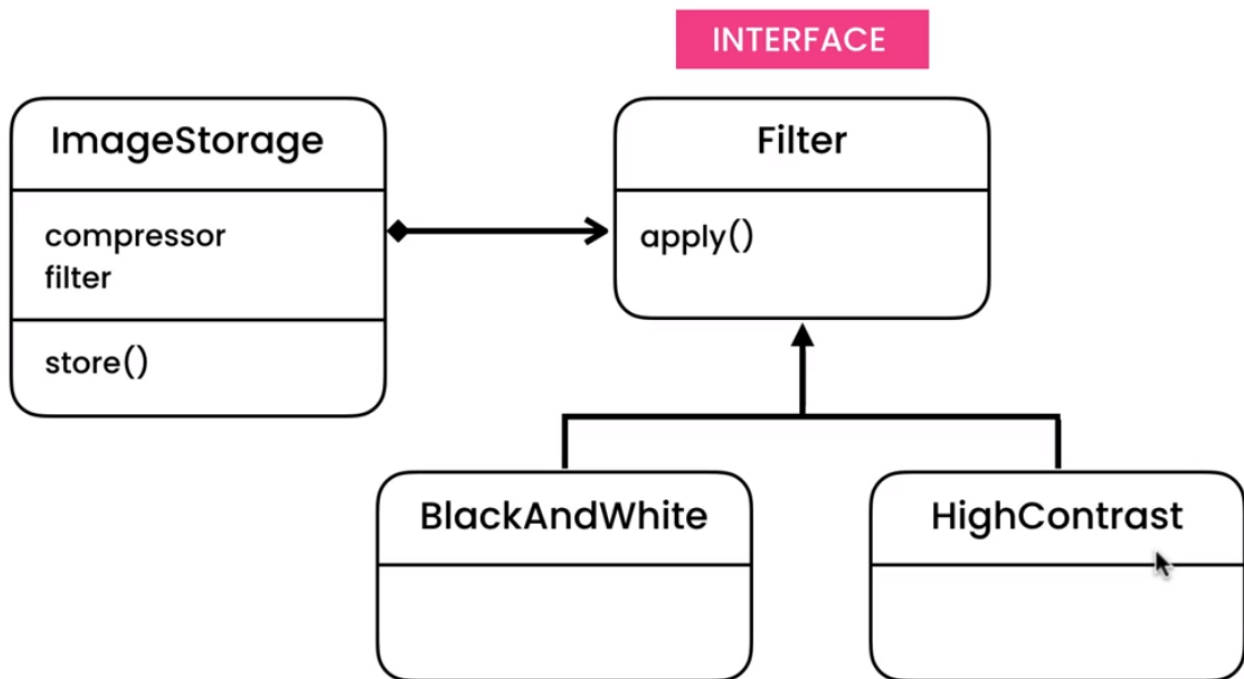 INTERFACE
ImageStorage
compressor
filter
store()
Filter
apply()
BlackAndWhite
HighContrast